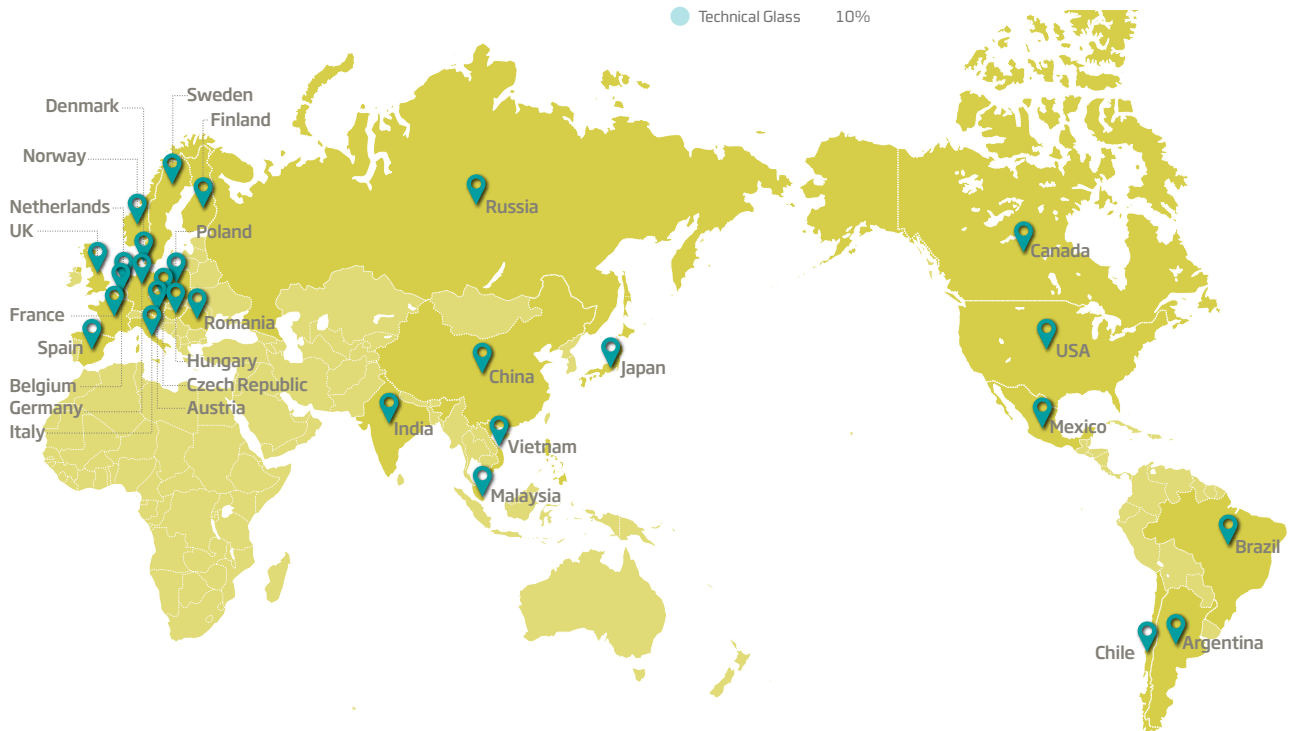 Technical Glass 10%
Sweden
Denmark
Finland
Norway
Netherlands
UK
Poland
Russia
Canada
France
Romania
Spain
Hungary
Belgium
Czech Republic
Germany
Austria
Italy
China
Japan
India
Vietnam
Malaysia
USA
Mexico
Brazil
Chile
Argentina